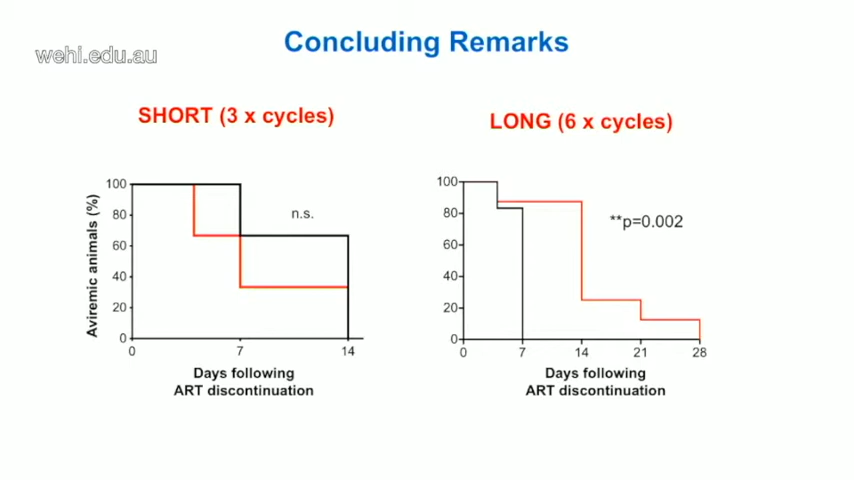 Concluding Remarks
wehi.edu.au
SHORT (3 x cycles)
Aviremic animals (%)
100
80
60
40
20
0
n.s.
0 7 14
Days following
ART discontinuation
LONG (6 x cycles)
100
80
60
40
20
0
**p=0.002
0 7 14 21 28
Days following
ART discontinuation